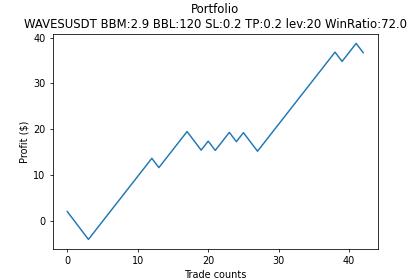 Portfolio
WAVESUSDT BBM:2.9 BBL:120 SL:0.2 TP:0.2 lev:20 WinRatio:72.0
40
30
20
10
0
Profit ($)
0 10 20 30 40
Trade counts